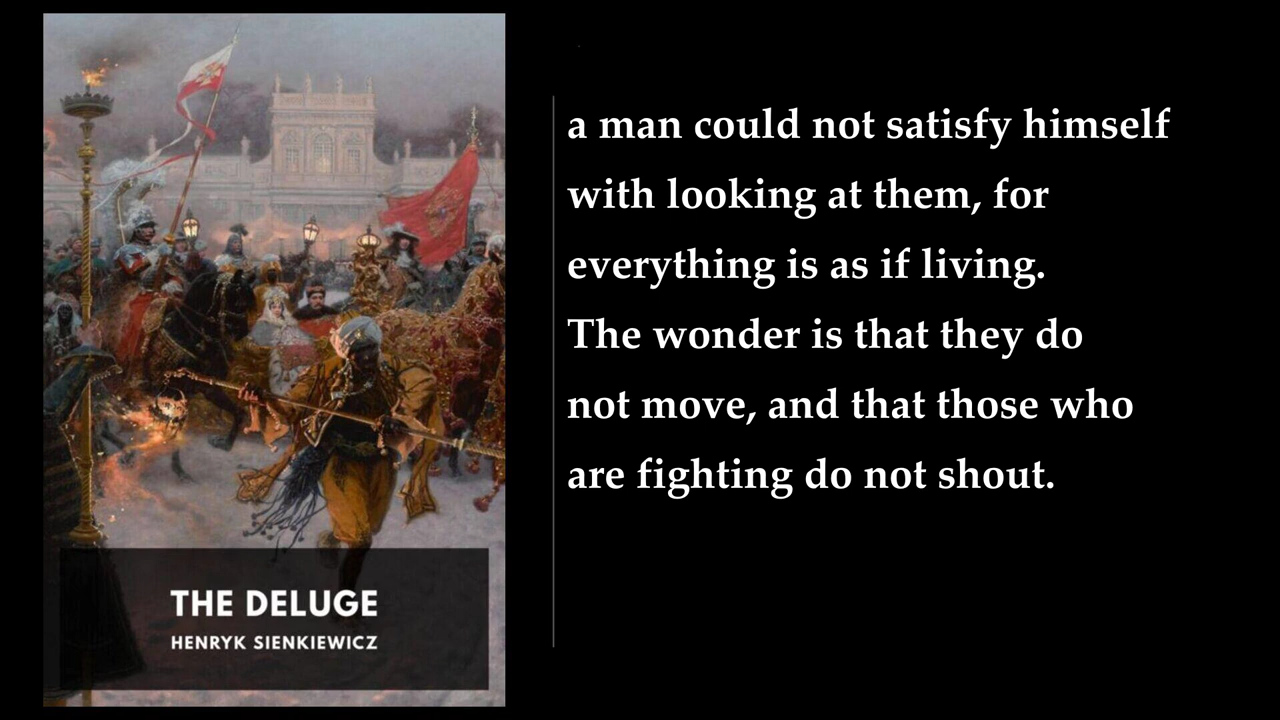 THE DELUGE
HENRYK SIENKIEWICZ
a man could not satisfy himself
with looking at them, for
everything is as if living.
The wonder is that they do
not move, and that those who
are fighting do not shout.